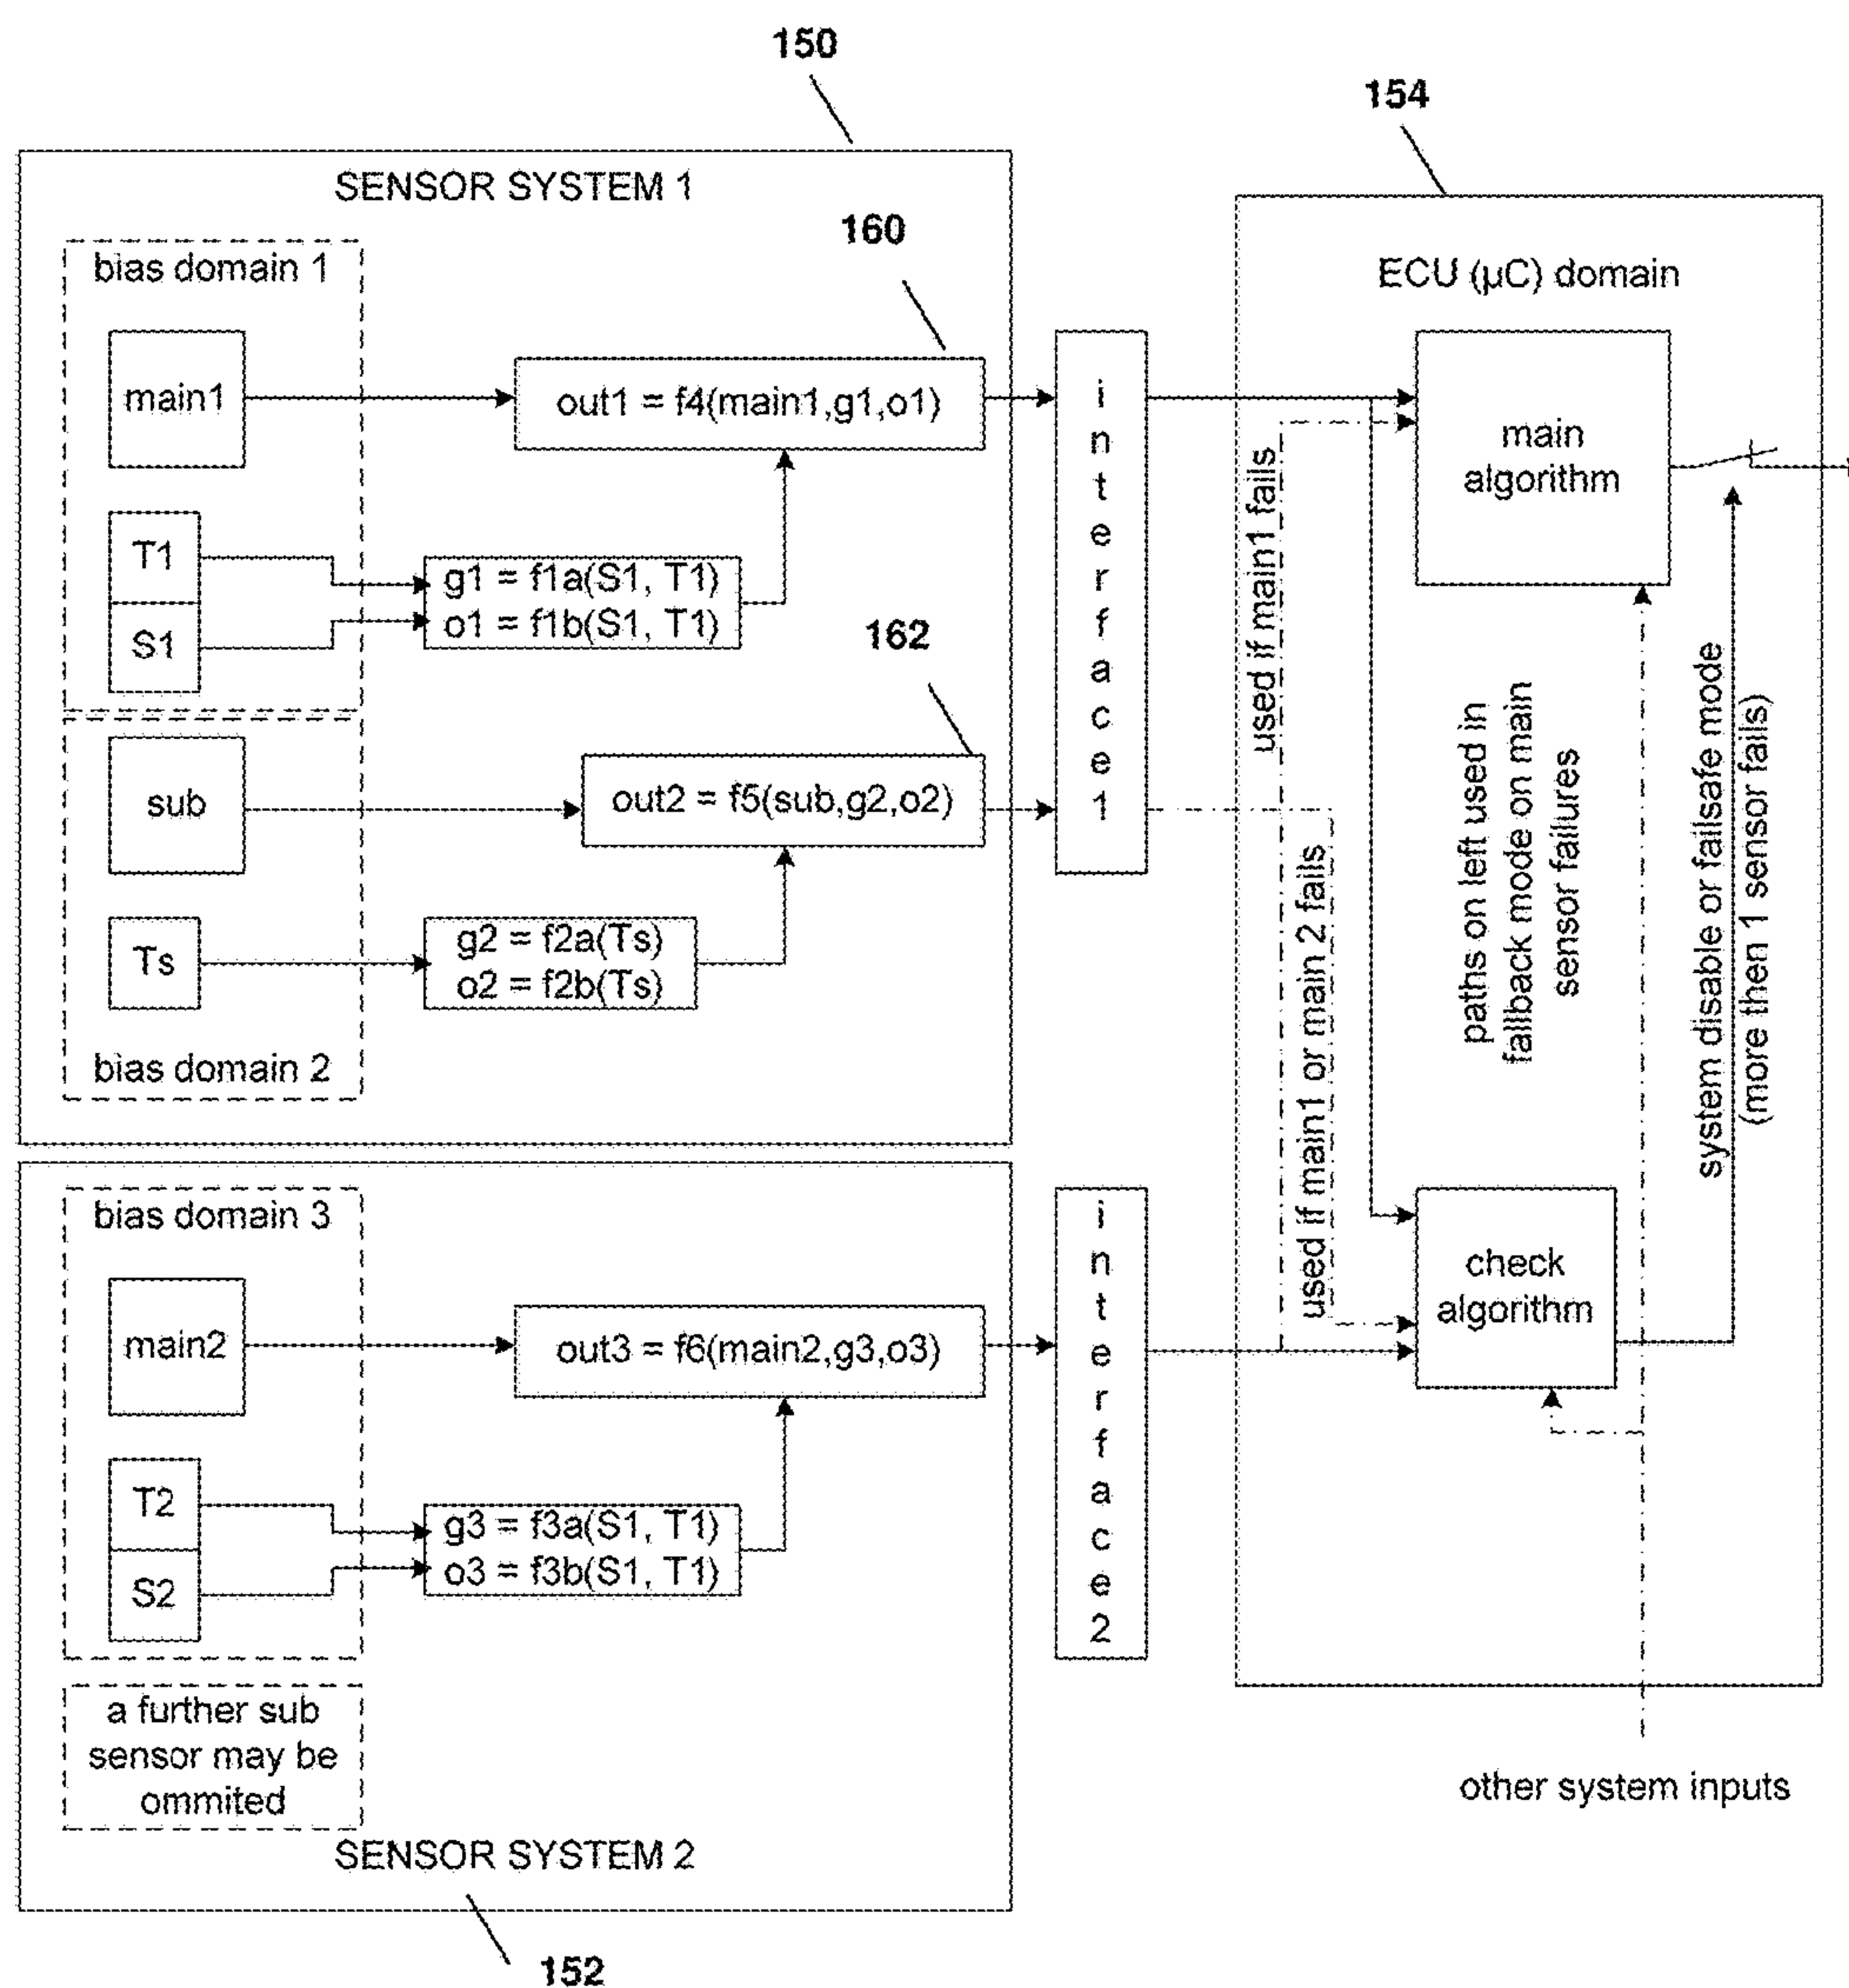 150
154
SENSOR SYSTEM 1
160
bias domain 1
ECU (µC) domain
main1
out1 = f4(main1,g1,o1)
main
algorithm
T1
S1
g1 = f1a(S1, T1)
o1 = f1b(S1, T1)
162
interface1
used if main1 fails
sub
out2 = f5(sub,g2,o2)
Ts
g2 = f2a(Ts)
o2 = f2b(Ts)
bias domain 2
used if main1 or main 2 fails
paths on left used in
fallback mode on main
sensor failures
system disable or failsafe mode
(more then 1 sensor fails)
bias domain 3
main2
out3 = f6(main2,g3,o3)
interface2
check
algorithm
T2
S2
g3 = f3a(S1, T1)
o3 = f3b(S1, T1)
a further sub
sensor may be
ommited
other system inputs
SENSOR SYSTEM 2
152